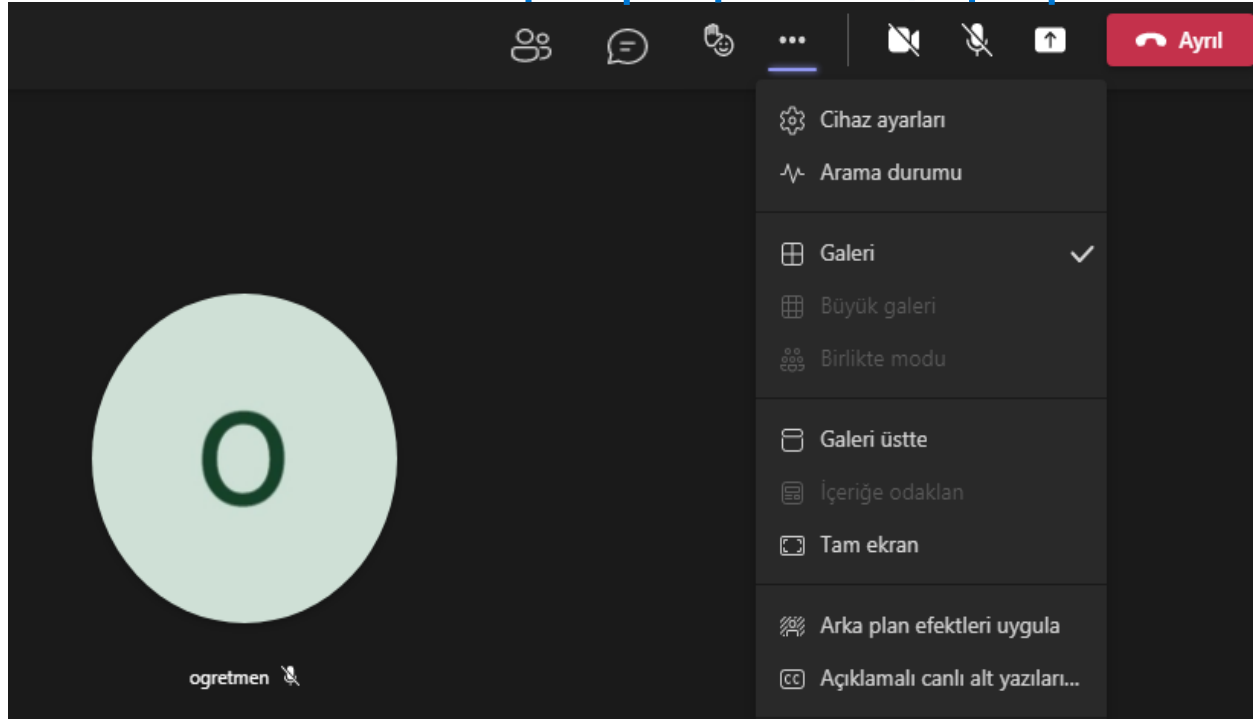 Ayrıl
Cihaz ayarları
Arama durumu
Galeri
Büyük galeri
Birlikte modu
Galeri üstte
İçeriğe odaklan
Tam ekran
Arka plan efektleri uygula
CC Açıklamalı canlı alt yazıları...
O
ogretmen